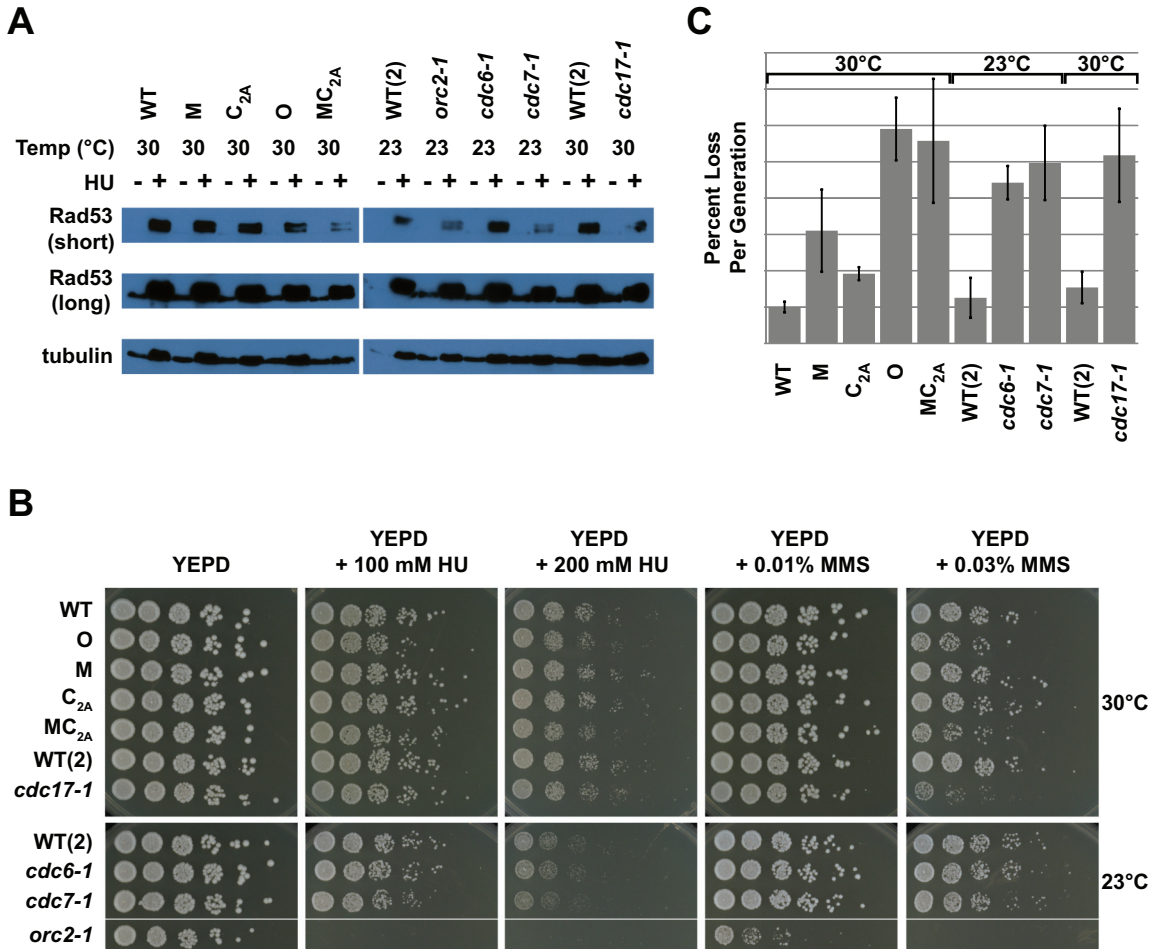 A
WT M C2A O MC2A WT(2) orc2-1 cdc6-1 cdc7-1 WT(2) cdc17-1
Temp (°C) 30 30 30 30 30 23 23 23 23 30 30
HU - + - + - + - + - + - + - + - + - + - + - +
Rad53
(short)
Rad53
(long)
tubulin
C
30°C 23°C 30°C
Percent Loss
Per Generation
WT M C2A O MC2A WT(2) cdc6-1 cdc7-1 WT(2) cdc17-1
B
YEPD
YEPD
+ 100 mM HU
YEPD
+ 200 mM HU
YEPD
+ 0.01% MMS
YEPD
+ 0.03% MMS
WT
O
M
C2A
MC2A
WT(2)
cdc17-1
30°C
WT(2)
cdc6-1
cdc7-1
orc2-1
23°C